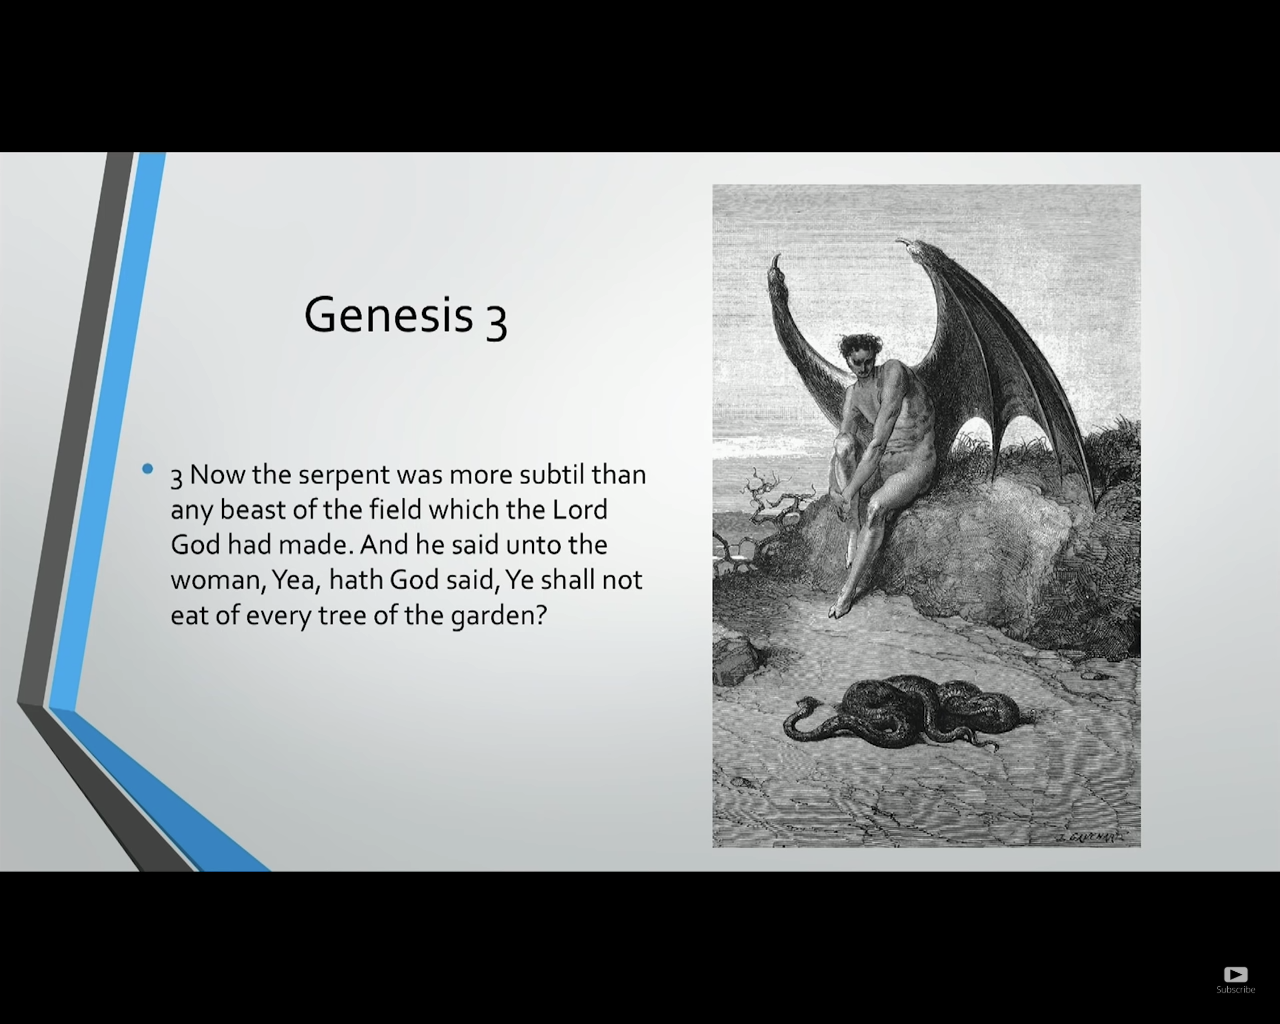 Genesis 3
3 Now the serpent was more subtil than
any beast of the field which the Lord
God had made. And he said unto the
woman, Yea, hath God said, Ye shall not
eat of every tree of the garden?
Subscribe